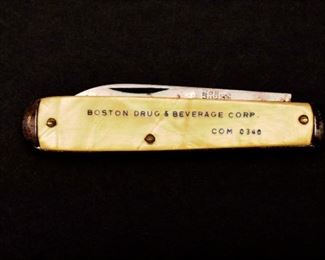 BOSTON DRUG & BEVERAGE CORP
COM 0340